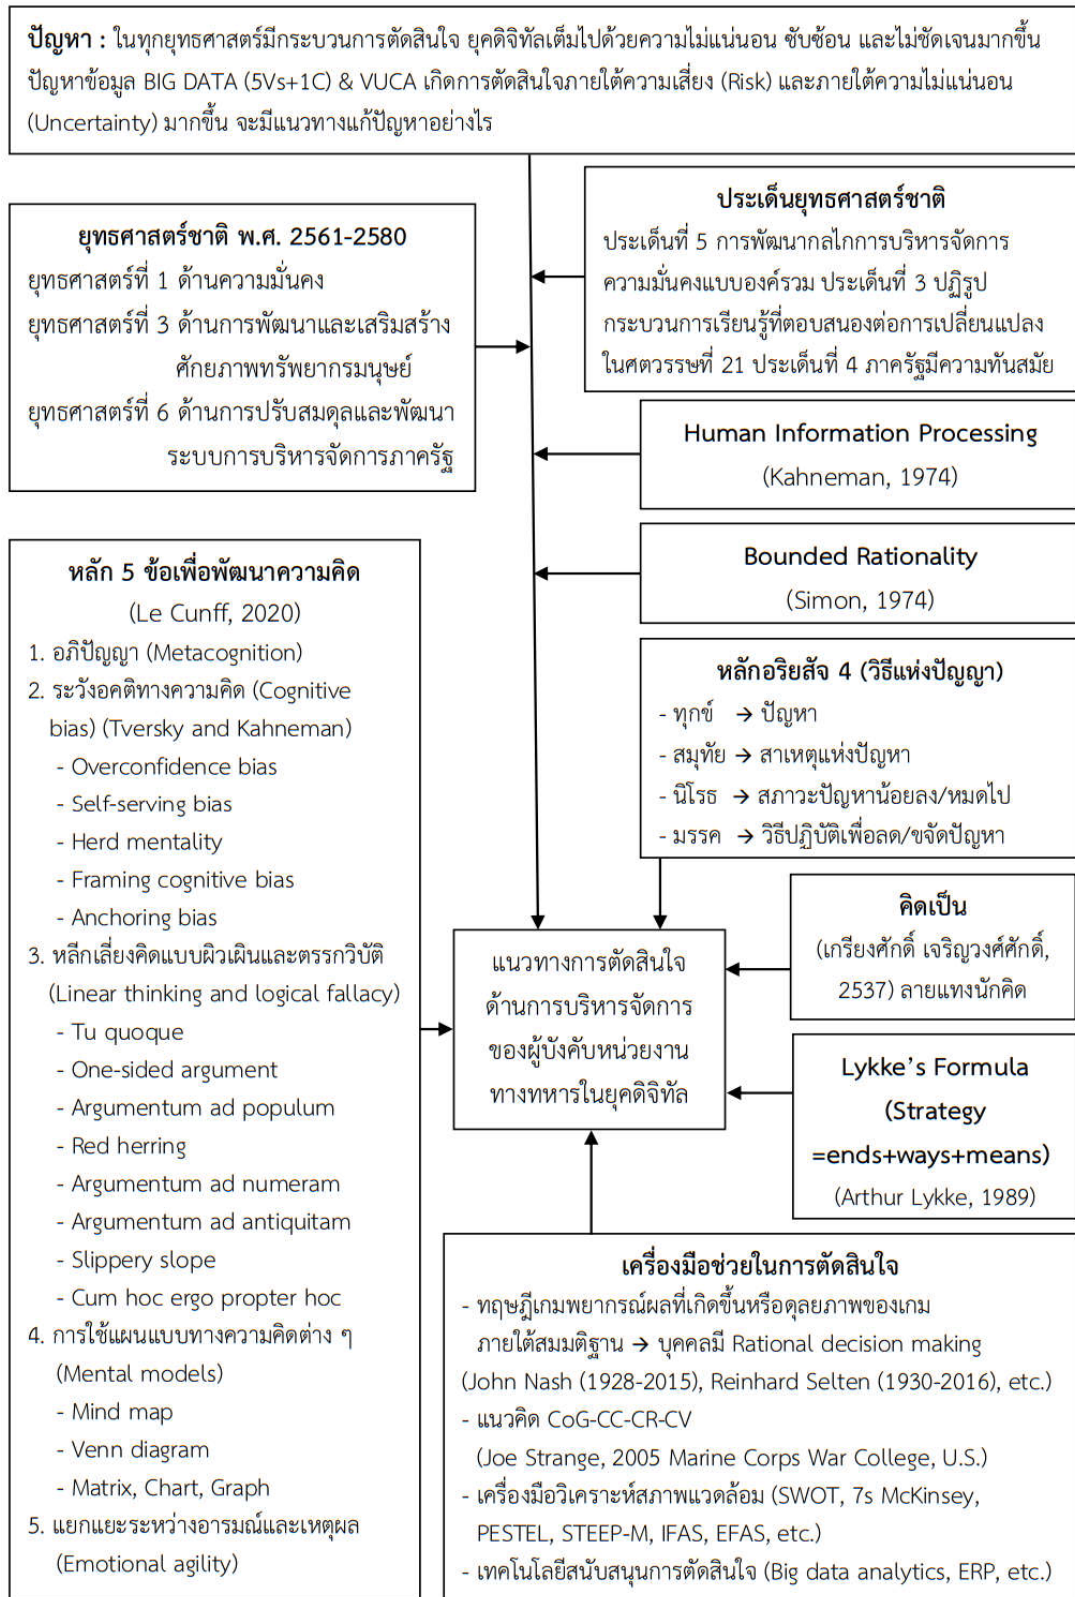 ปัญหา : ในทุกยุทธศาสตร์มีกระบวนการตัดสินใจ ยุคดิจิทัลเต็มไปด้วยความไม่แน่นอน ซับซ้อน และไม่ชัดเจนมากขึ้น
ปัญหาข้อมูล BIG DATA (5Vs+1C) & VUCA เกิดการตัดสินใจภายใต้ความเสี่ยง (Risk) และภายใต้ความไม่แน่นอน
(Uncertainty) มากขึ้น จะมีแนวทางแก้ปัญหาอย่างไร
ประเด็นยุทธศาสตร์ชาติ
ประเด็นที่ 5 การพัฒนากลไกการบริหารจัดการ
ความมั่นคงแบบองค์รวม ประเด็นที่ 3 ปฏิรูป
กระบวนการเรียนรู้ที่ตอบสนองต่อการเปลี่ยนแปลง
ในศตวรรษที่ 21 ประเด็นที่ 4 ภาครัฐมีความทันสมัย
ยุทธศาสตร์ชาติ พ.ศ. 2561-2580
ยุทธศาสตร์ที่ 1 ด้านความมั่นคง
ยุทธศาสตร์ที่ 3 ด้านการพัฒนาและเสริมสร้าง
ศักยภาพทรัพยากรมนุษย์
ยุทธศาสตร์ที่ 6 ด้านการปรับสมดุลและพัฒนา
ระบบการบริหารจัดการภาครัฐ
Human Information Processing
(Kahneman, 1974)
Bounded Rationality
(Simon, 1974)
หลักอริยสัจ 4 (วิธีแห่งปัญญา)
- ทุกข์ → ปัญหา
- สมุทัย → สาเหตุแห่งปัญหา
- นิโรธ → สภาวะปัญหาน้อยลง/หมดไป
- มรรค → วิธีปฏิบัติเพื่อลด/ขจัดปัญหา
หลัก 5 ข้อเพื่อพัฒนาความคิด
(Le Cunff, 2020)
1. อภิปัญญา (Metacognition)
2. ระวังอคติทางความคิด (Cognitive
bias) (Tversky and Kahneman)
- Overconfidence bias
- Self-serving bias
- Herd mentality
- Framing cognitive bias
- Anchoring bias
3. หลีกเลี่ยงคิดแบบผิวเผินและตรรกวิบัติ
(Linear thinking and logical fallacy)
- Tu quoque
- One-sided argument
- Argumentum ad populum
- Red herring
- Argumentum ad numeram
- Argumentum ad antiquitam
- Slippery slope
- Cum hoc ergo propter hoc
4. การใช้แผนแบบทางความคิดต่าง ๆ
(Mental models)
- Mind map
- Venn diagram
- Matrix, Chart, Graph
5. แยกแยะระหว่างอารมณ์และเหตุผล
(Emotional agility)
แนวทางการตัดสินใจ
ด้านการบริหารจัดการ
ของผู้บังคับหน่วยงาน
ทางทหารในยุคดิจิทัล
คิดเป็น
(เกรียงศักดิ์ เจริญวงศ์ศักดิ์,
2537) ลายแทงนักคิด
Lykke's Formula
(Strategy
=ends+ways+means)
(Arthur Lykke, 1989)
เครื่องมือช่วยในการตัดสินใจ
- ทฤษฎีเกมพยากรณ์ผลที่เกิดขึ้นหรือดุลยภาพของเกม
ภายใต้สมมติฐาน → บุคคลมี Rational decision making
(John Nash (1928-2015), Reinhard Selten (1930-2016), etc.)
- แนวคิด CoG-CC-CR-CV
(Joe Strange, 2005 Marine Corps War College, U.S.)
- เครื่องมือวิเคราะห์สภาพแวดล้อม (SWOT, 7s McKinsey,
PESTEL, STEEP-M, IFAS, EFAS, etc.)
- เทคโนโลยีสนับสนุนการตัดสินใจ (Big data analytics, ERP, etc.)